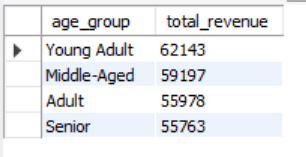 age_group total_revenue
Young Adult 62143
Middle-Aged 59197
Adult 55978
Senior 55763